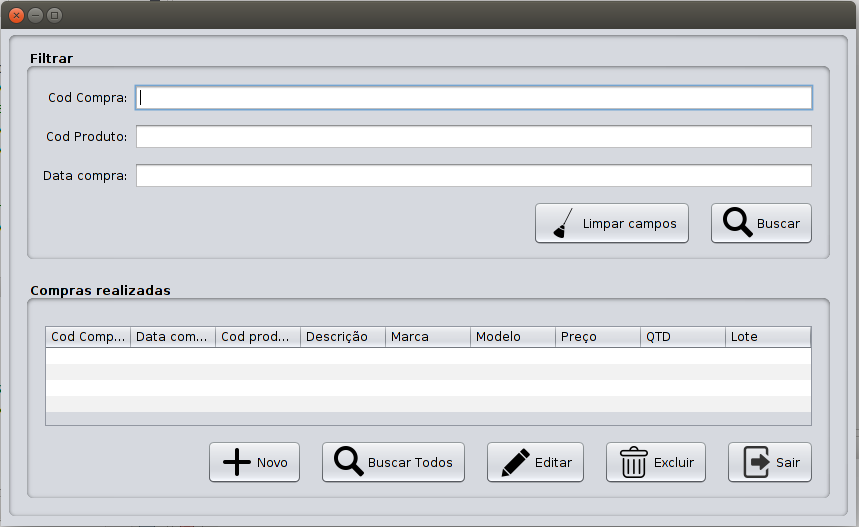 Filtrar
Cod Compra:
Cod Produto:
Data compra:
Limpar campos Buscar
Compras realizadas
Cod Comp... Data com... Cod prod... Descrição Marca Modelo Preço QTD Lote
Novo Buscar Todos Editar Excluir Sair